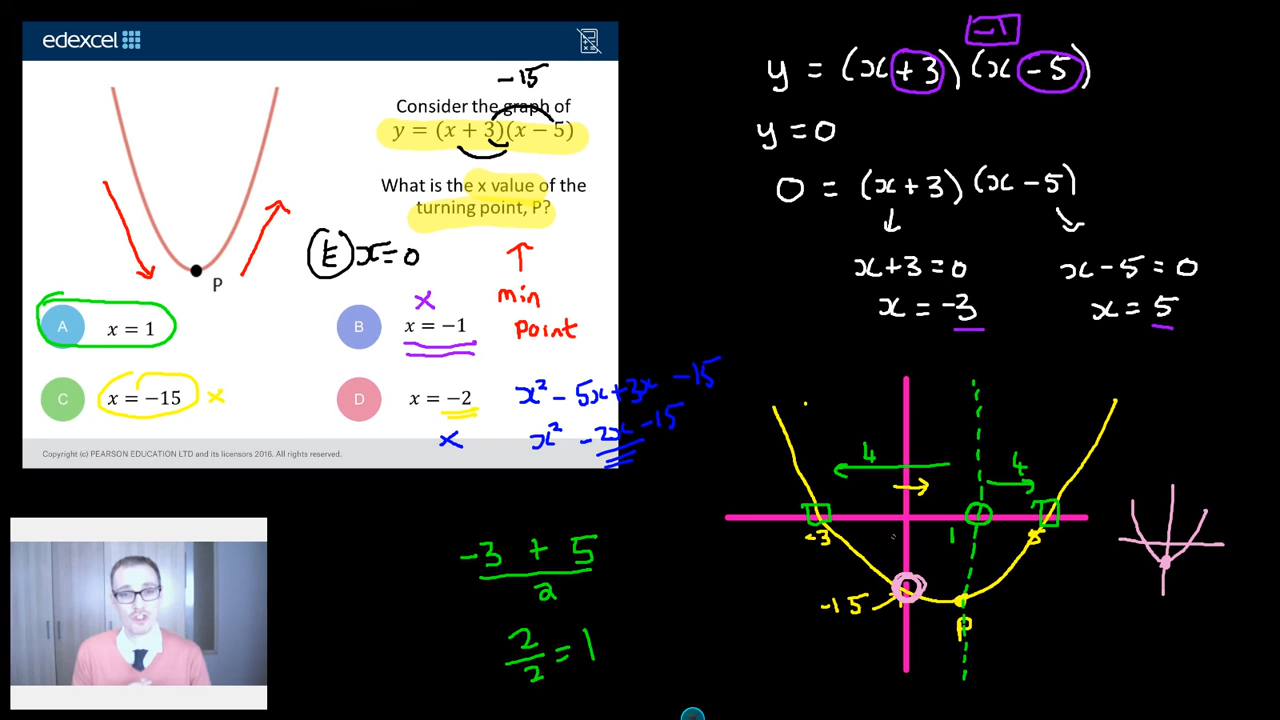 edexcel
-15
Consider the graph of
y = (x + 3)(x − 5)
What is the x value of the
turning point, P?
P
E x=0
min
point
A x = 1
x
B x = −1
C x = −15 x
D x = −2
x
x² - 5x+3x -15
x² -2x -15
Copyright (c) PEARSON EDUCATION LTD and its licensors 2016. All rights reserved.
-3 + 5
2
2/2 = 1
-1
y = (x+3)(x-5)
y = 0
0 = (x+3)(x-5)
x+3=0 x-5=0
x = -3 x = 5
4 4
-3 1 5
-15
P